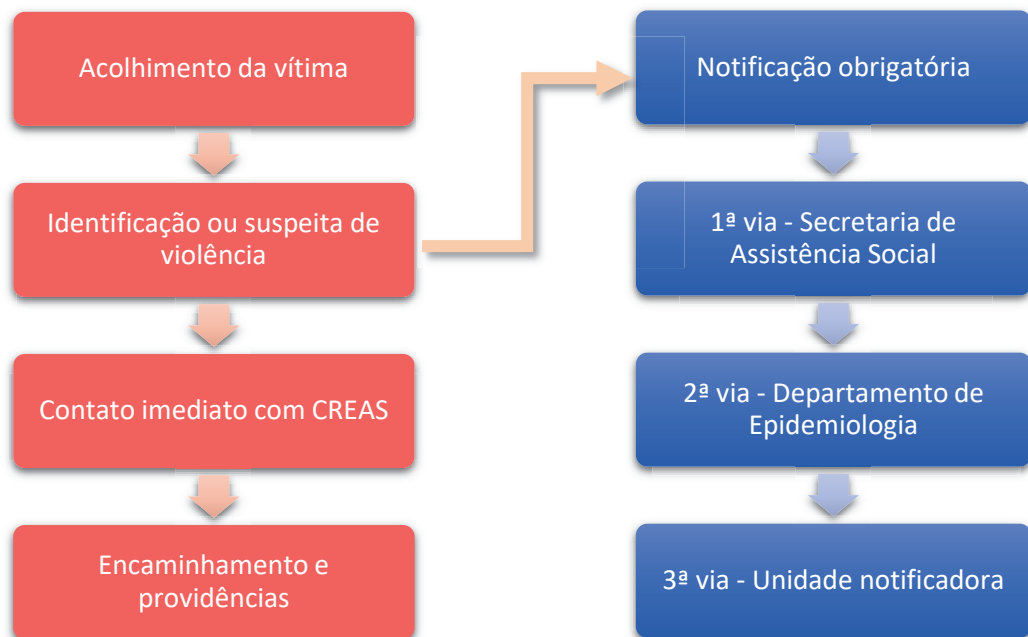 Acolhimento da vítima
Identificação ou suspeita de
violência
Contato imediato com CREAS
Encaminhamento e
providências
Notificação obrigatória
1ª via - Secretaria de
Assistência Social
2ª via - Departamento de
Epidemiologia
3ª via - Unidade notificadora